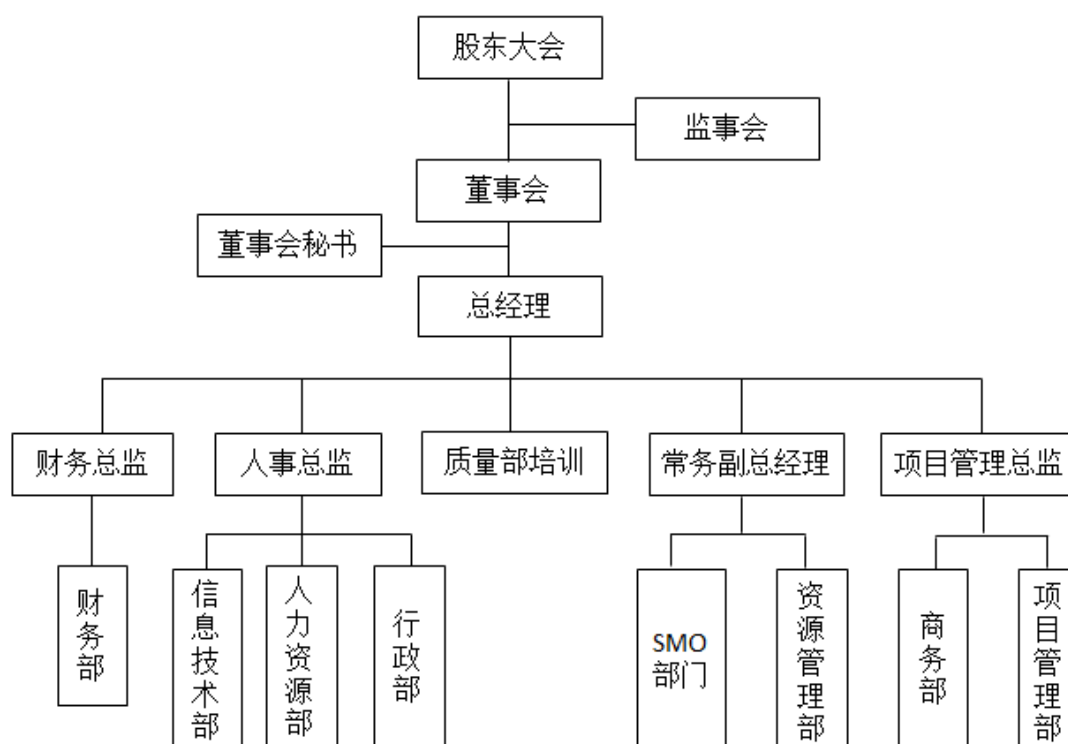 股东大会
监事会
董事会
董事会秘书
总经理
财务总监
人事总监
质量部培训
常务副总经理
项目管理总监
财务部
信息技术部
人力资源部
行政部
SMO
部门
资源管理部
商务部
项目管理部